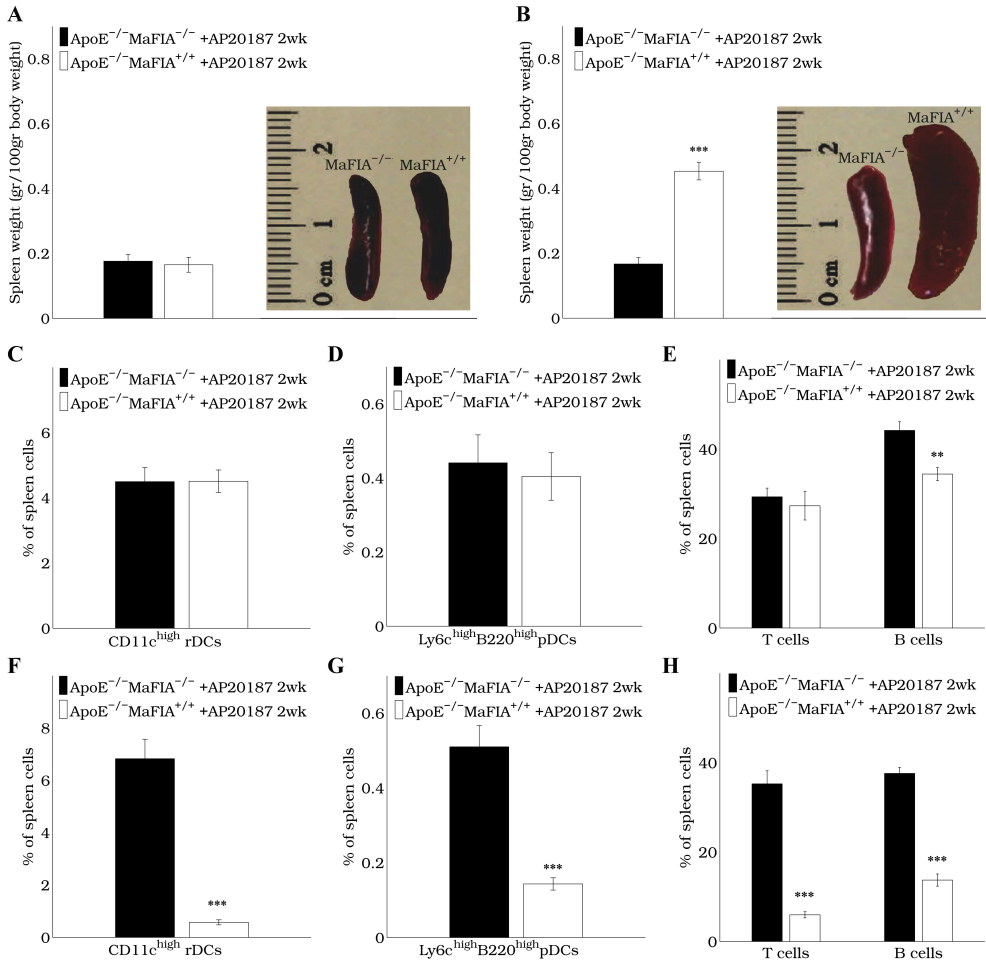 A
ApoE−/−MaFIA−/− +AP20187 2wk
ApoE−/−MaFIA+/+ +AP20187 2wk
Spleen weight (gr/100gr body weight)
0.8
0.6
0.4
0.2
0
MaFIA−/−
MaFIA+/+
2
1
0 cm
B
ApoE−/−MaFIA−/− +AP20187 2wk
ApoE−/−MaFIA+/+ +AP20187 2wk
Spleen weight (gr/100gr body weight)
0.8
0.6
0.4
0.2
0
***
MaFIA−/−
MaFIA+/+
2
1
0 cm
C
ApoE−/−MaFIA−/− +AP20187 2wk
ApoE−/−MaFIA+/+ +AP20187 2wk
% of spleen cells
6
4
2
0
CD11chigh rDCs
D
ApoE−/−MaFIA−/− +AP20187 2wk
ApoE−/−MaFIA+/+ +AP20187 2wk
% of spleen cells
0.6
0.4
0.2
0
Ly6chighB220highpDCs
E
ApoE−/−MaFIA−/− +AP20187 2wk
ApoE−/−MaFIA+/+ +AP20187 2wk
% of spleen cells
40
20
0
**
T cells
B cells
F
ApoE−/−MaFIA−/− +AP20187 2wk
ApoE−/−MaFIA+/+ +AP20187 2wk
% of spleen cells
8
6
4
2
0
***
CD11chigh rDCs
G
ApoE−/−MaFIA−/− +AP20187 2wk
ApoE−/−MaFIA+/+ +AP20187 2wk
% of spleen cells
0.6
0.4
0.2
0
***
Ly6chighB220highpDCs
H
ApoE−/−MaFIA−/− +AP20187 2wk
ApoE−/−MaFIA+/+ +AP20187 2wk
% of spleen cells
40
20
0
***
***
T cells
B cells